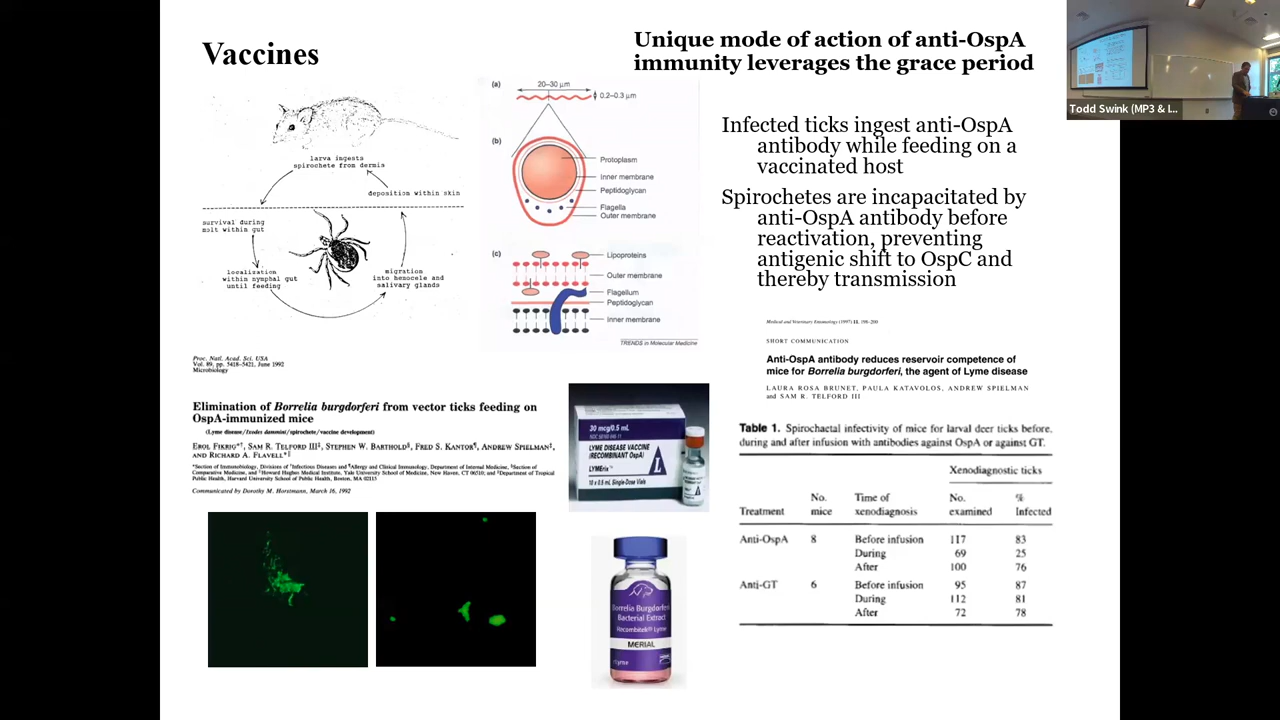 Vaccines
Unique mode of action of anti-OspA
immunity leverages the grace period
Todd Swink (MP3 & I...
larva ingests
spirochete from dermis
deposition within skin
survival during
molt within gut
localization
within nymphal gut
until feeding
migration
into hemocele and
salivary glands
(a)
20–30 μm
0.2–0.3 μm
(b)
Protoplasm
Inner membrane
Peptidoglycan
Flagella
Outer membrane
(c)
Lipoproteins
Outer membrane
Flagellum
Peptidoglycan
Inner membrane
TRENDS in Molecular Medicine
Infected ticks ingest anti-OspA
antibody while feeding on a
vaccinated host
Spirochetes are incapacitated by
anti-OspA antibody before
reactivation, preventing
antigenic shift to OspC and
thereby transmission
Proc. Natl. Acad. Sci. USA
Vol. 89, pp. 5418-5421, June 1992
Microbiology
Elimination of Borrelia burgdorferi from vector ticks feeding on
OspA-immunized mice
(Lyme disease/Ixodes dammini/spirochete/vaccine development)
Erol Fikrig*†, Sam R. Telford III‡, Stephen W. Barthold§, Fred S. Kantor¶, Andrew Spielman‡,
and Richard A. Flavell*‖
*Section of Immunobiology, Divisions of †Infectious Diseases and ¶Allergy and Clinical Immunology, Department of Internal Medicine, §Section of
Comparative Medicine, and ‖Howard Hughes Medical Institute, Yale University School of Medicine, New Haven, CT 06510; and ‡Department of Tropical
Public Health, Harvard University School of Public Health, Boston, MA 02115
Communicated by Dorothy M. Horstmann, March 16, 1992
30 mcg/0.5 mL
LYME DISEASE VACCINE
(RECOMBINANT OspA)
LYMErix
10 x 0.5 mL Single-Dose Vials
Borrelia Burgdorferi
Bacterial Extract
Recombitek® Lyme
MERIAL
Medical and Veterinary Entomology (1997) 11, 198–200
SHORT COMMUNICATION
Anti-OspA antibody reduces reservoir competence of
mice for Borrelia burgdorferi, the agent of Lyme disease
LAURA ROSA BRUNET, PAULA KATAVOLOS, ANDREW SPIELMAN
and SAM R. TELFORD III
Table 1. Spirochaetal infectivity of mice for larval deer ticks before,
during and after infusion with antibodies against OspA or against GT.
Xenodiagnostic ticks
No. Time of No. %
Treatment mice xenodiagnosis examined Infected
Anti-OspA 8 Before infusion 117 83
During 69 25
After 100 76
Anti-GT 6 Before infusion 95 87
During 112 81
After 72 78